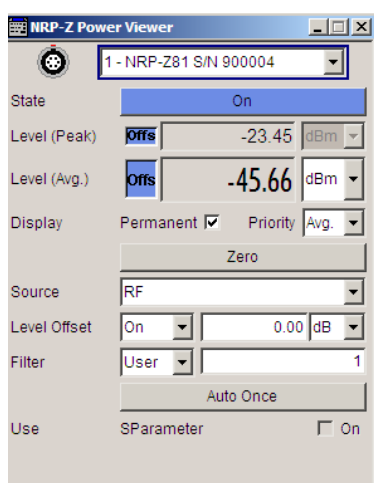 NRP-Z Power Viewer
1 - NRP-Z81 S/N 900004
State On
Level (Peak) Offs -23.45 dBm
Level (Avg.) Offs -45.66 dBm
Display Permanent Priority Avg.
Zero
Source RF
Level Offset On 0.00 dB
Filter User 1
Auto Once
Use SParameter On